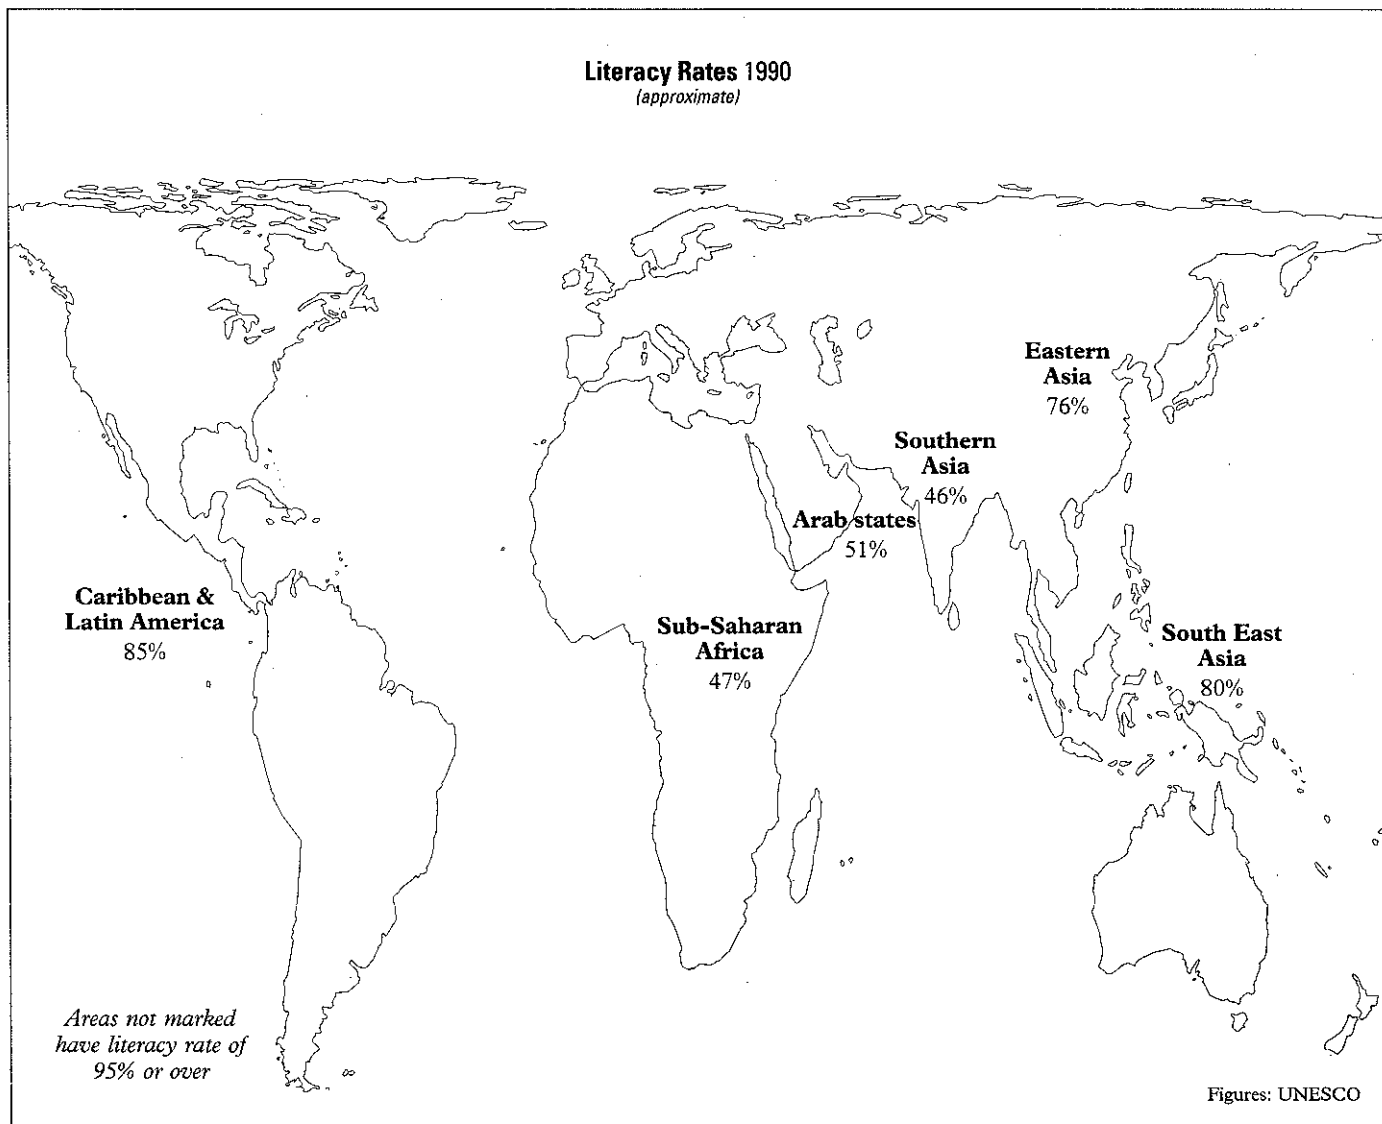 Literacy Rates 1990
(approximate)
Eastern
Asia
76%
Southern
Asia
46%
Arab states
51%
Caribbean &
Latin America
85%
Sub-Saharan
Africa
47%
South East
Asia
80%
Areas not marked
have literacy rate of
95% or over
Figures: UNESCO